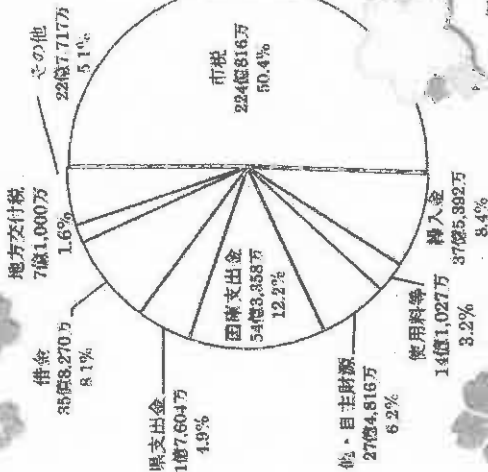 市税
224億816万
50.4%
繰入金
37億5,392万
8.4%
使用料等
14億1,027万
3.2%
他・自主財源
27億4,816万
6.2%
国庫支出金
54億3,358万
12.2%
県支出金
1億7,604万
4.9%
借金
35億8,270万
8.1%
地方交付税
7億1,000万
1.6%
その他
22億7,717万
5.1%